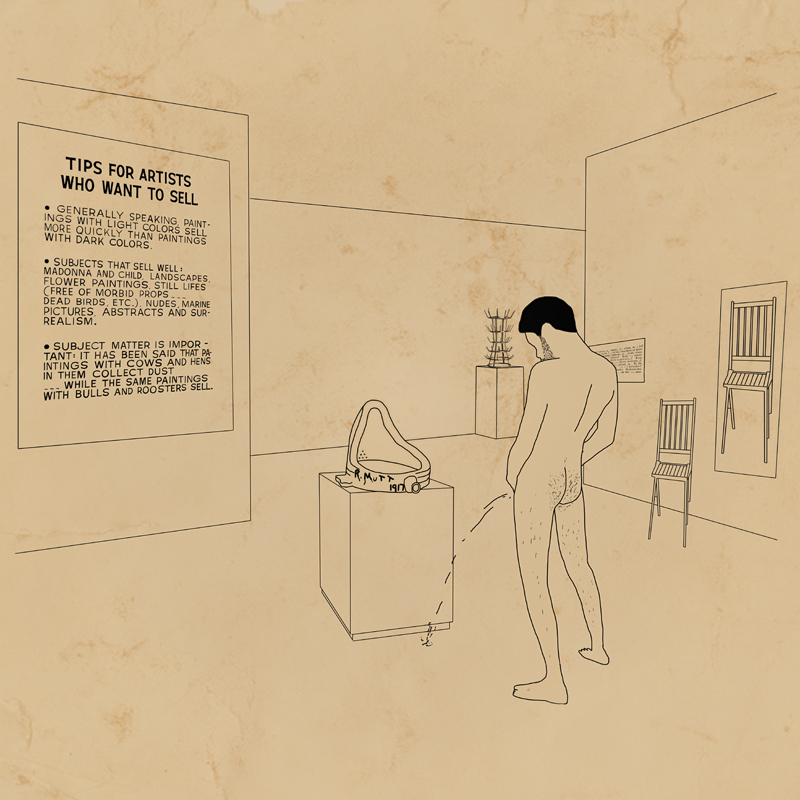 TIPS FOR ARTISTS
WHO WANT TO SELL
• GENERALLY SPEAKING, PAINT-
INGS WITH LIGHT COLORS SELL
MORE QUICKLY THAN PAINTINGS
WITH DARK COLORS.
• SUBJECTS THAT SELL WELL:
MADONNA AND CHILD, LANDSCAPES,
FLOWER PAINTINGS, STILL LIFES
(FREE OF MORBID PROPS ___
DEAD BIRDS, ETC.), NUDES, MARINE
PICTURES, ABSTRACTS AND SUR-
REALISM.
• SUBJECT MATTER IS IMPOR-
TANT: IT HAS BEEN SAID THAT PA-
INTINGS WITH COWS AND HENS
IN THEM COLLECT DUST
___ WHILE THE SAME PAINTINGS
WITH BULLS AND ROOSTERS SELL.
R. MUTT
1917